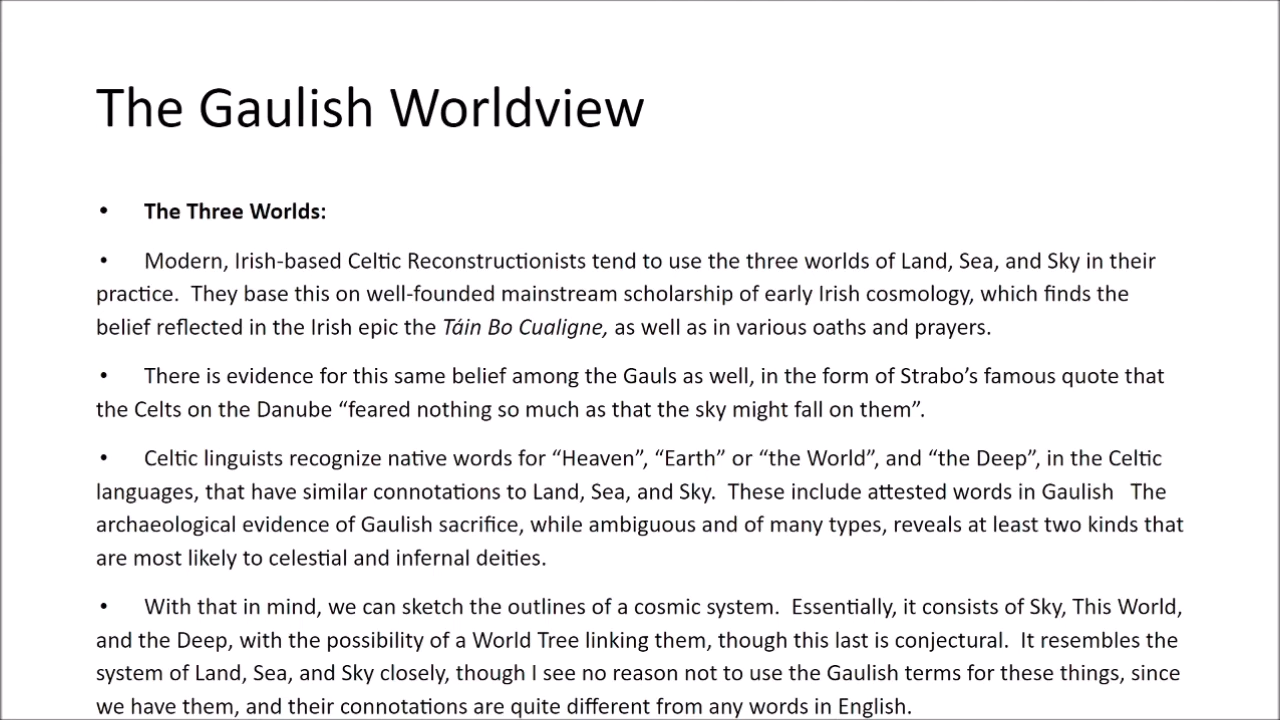 The Gaulish Worldview
• The Three Worlds:
• Modern, Irish-based Celtic Reconstructionists tend to use the three worlds of Land, Sea, and Sky in their
practice.  They base this on well-founded mainstream scholarship of early Irish cosmology, which finds the
belief reflected in the Irish epic the Táin Bo Cualigne, as well as in various oaths and prayers.
• There is evidence for this same belief among the Gauls as well, in the form of Strabo’s famous quote that
the Celts on the Danube “feared nothing so much as that the sky might fall on them”.
• Celtic linguists recognize native words for “Heaven”, “Earth” or “the World”, and “the Deep”, in the Celtic
languages, that have similar connotations to Land, Sea, and Sky.  These include attested words in Gaulish   The
archaeological evidence of Gaulish sacrifice, while ambiguous and of many types, reveals at least two kinds that
are most likely to celestial and infernal deities.
• With that in mind, we can sketch the outlines of a cosmic system.  Essentially, it consists of Sky, This World,
and the Deep, with the possibility of a World Tree linking them, though this last is conjectural.  It resembles the
system of Land, Sea, and Sky closely, though I see no reason not to use the Gaulish terms for these things, since
we have them, and their connotations are quite different from any words in English.